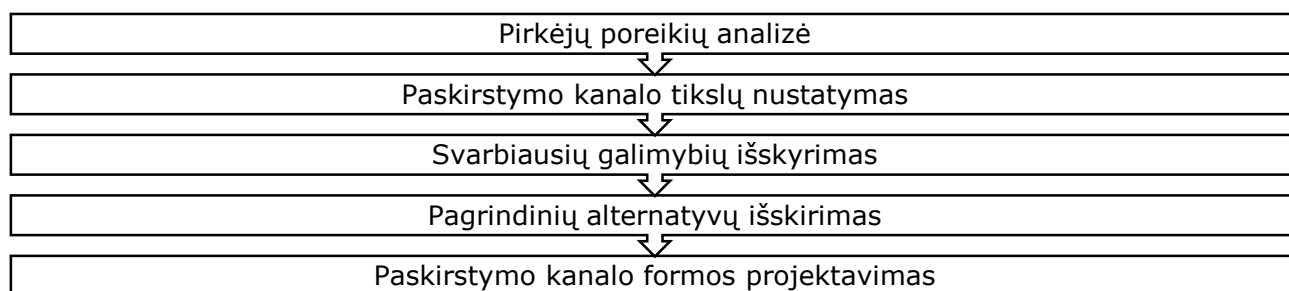 Pirkėjų poreikių analizė
Paskirstymo kanalo tikslų nustatymas
Svarbiausių galimybių išskyrimas
Pagrindinių alternatyvų išskirimas
Paskirstymo kanalo formos projektavimas